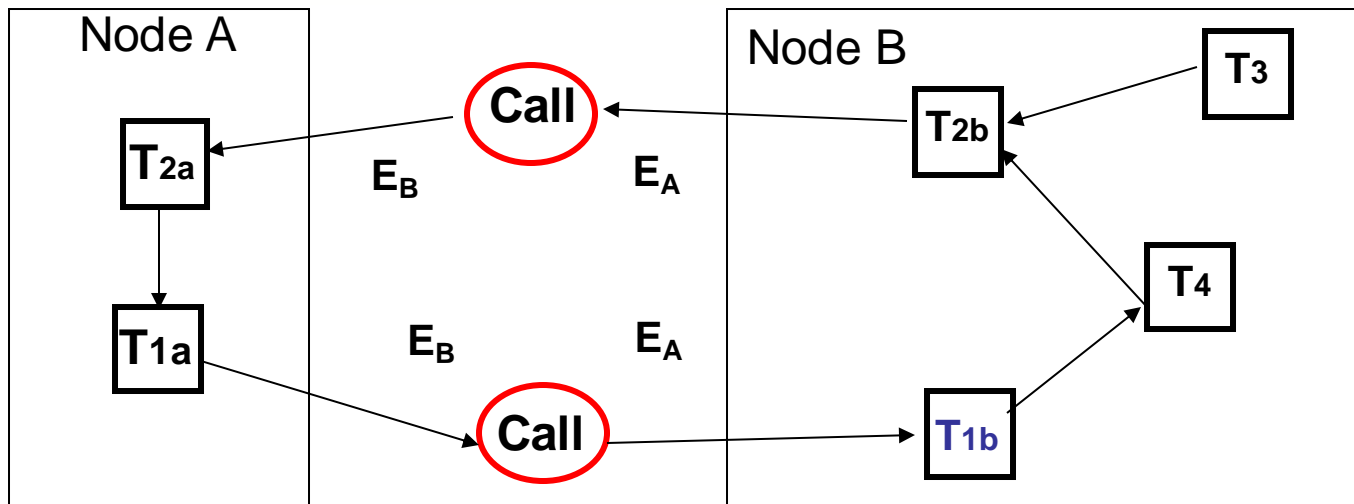 Node A
Call
Node B
T3
T2a
EB
EA
T2b
T4
T1a
EB
EA
Call
T1b